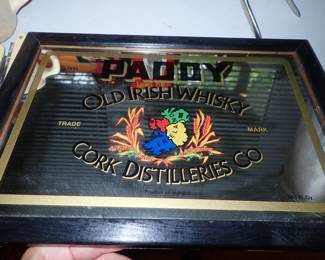 PADDY
OLD IRISH WHISKY
TRADE MARK
CORK DISTILLERIES CO